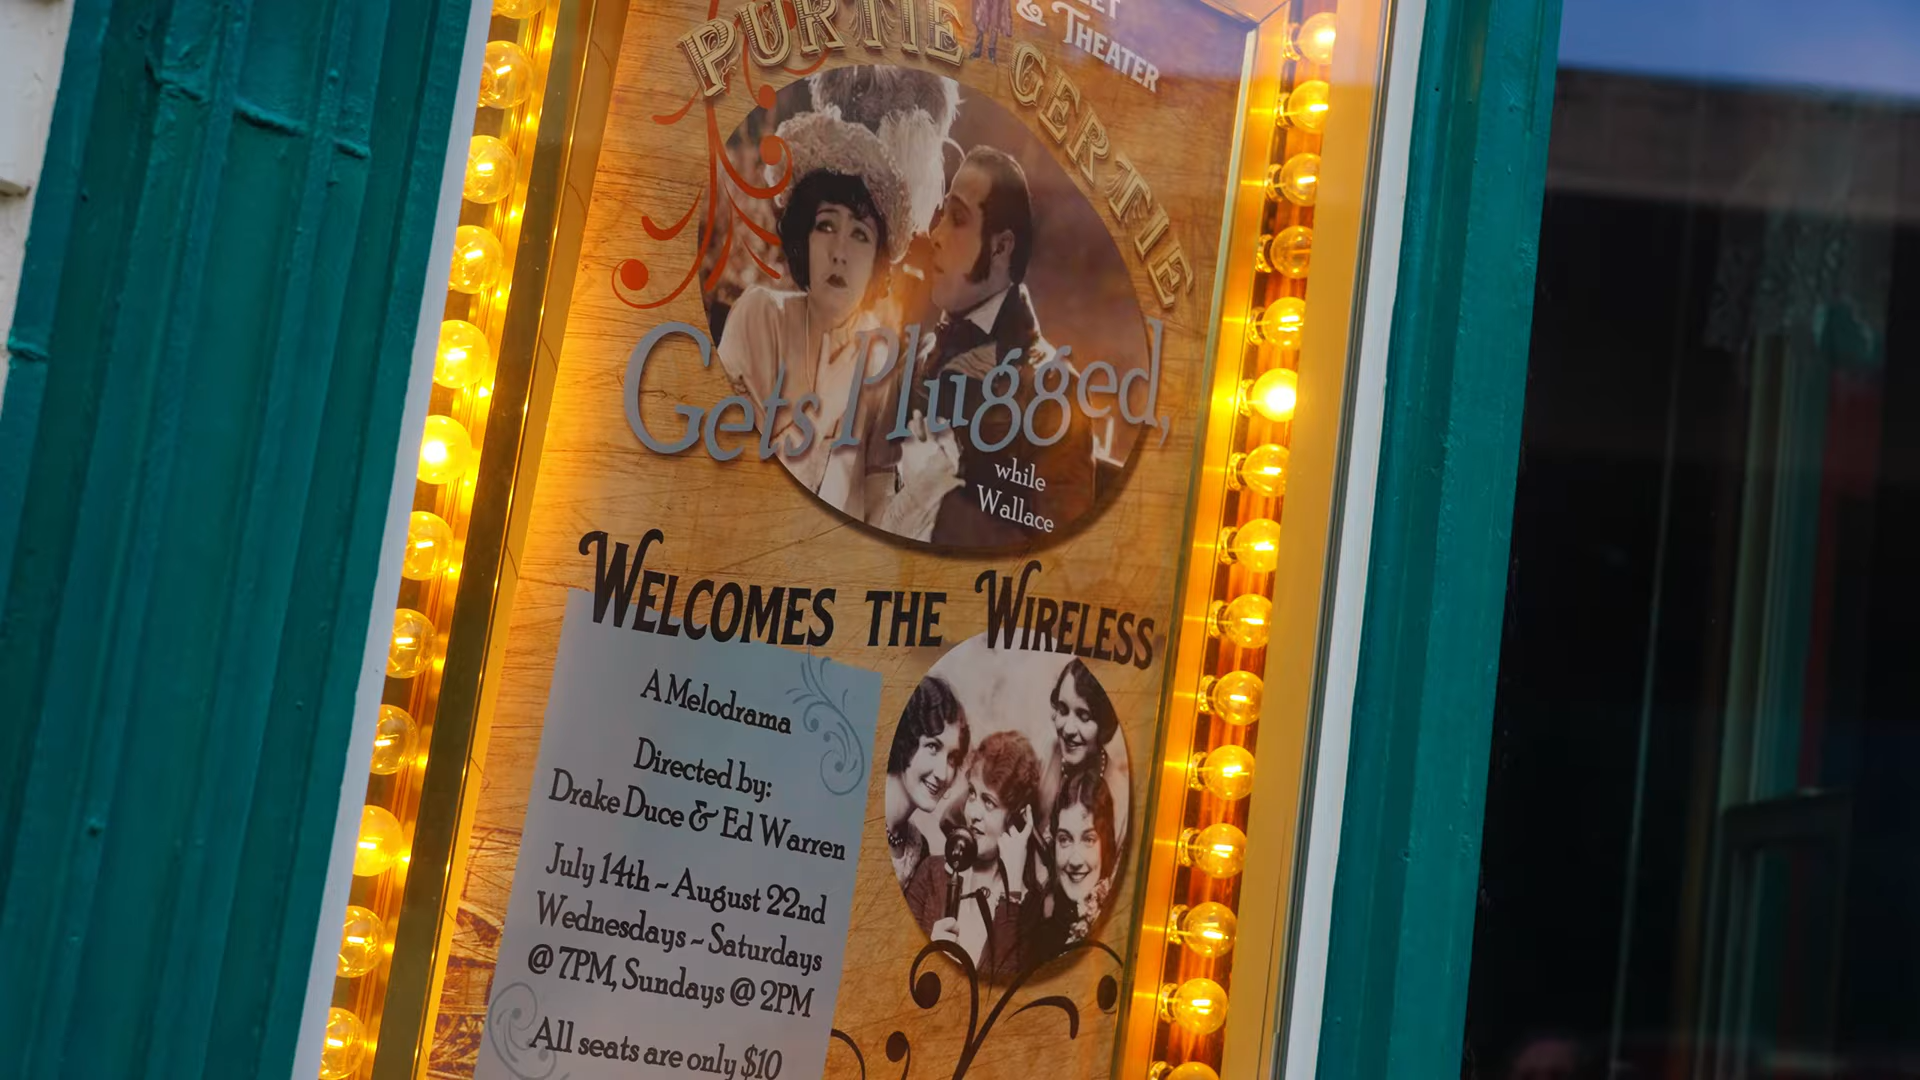 & THEATER
PURTIE GERTIE
Gets Plugged,
while
Wallace
WELCOMES THE WIRELESS
A Melodrama
Directed by:
Drake Duce & Ed Warren
July 14th ~ August 22nd
Wednesdays ~ Saturdays
@ 7PM, Sundays @ 2PM
All seats are only $10